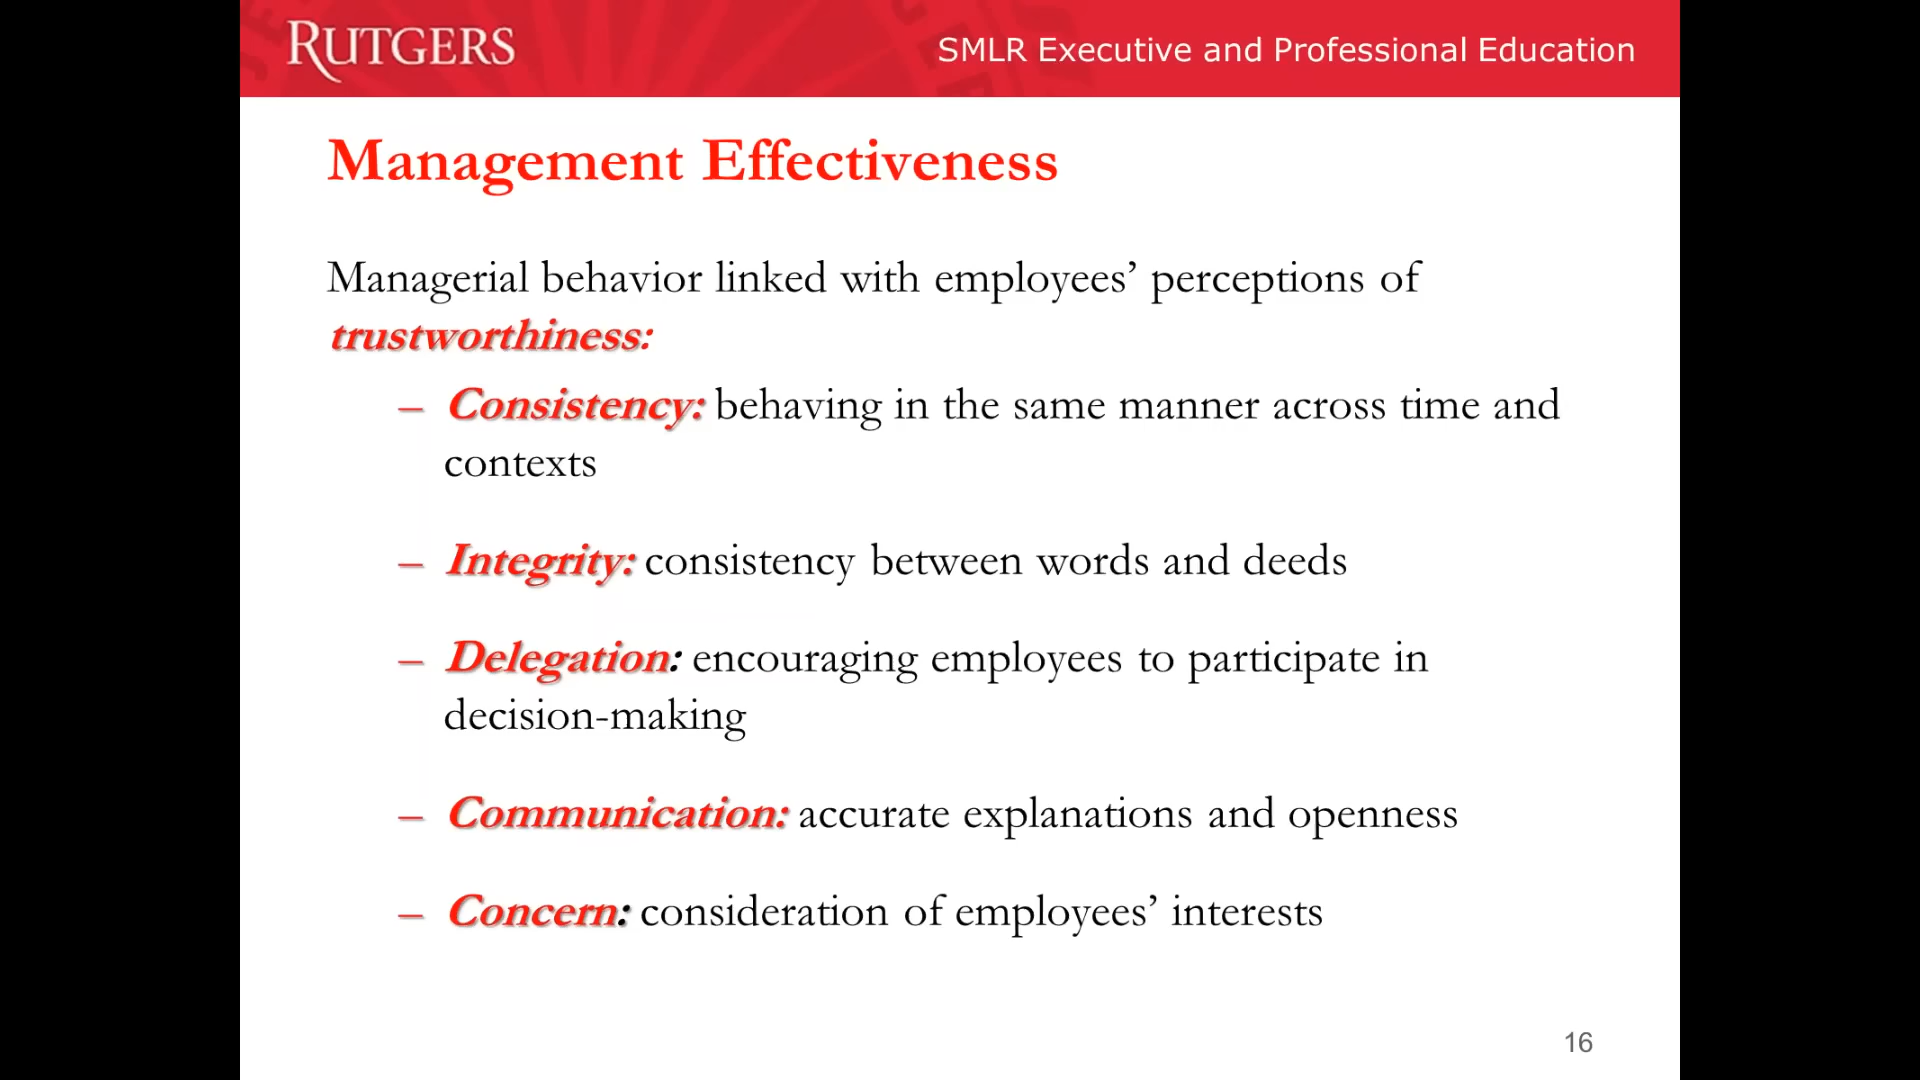 RUTGERS
SMLR Executive and Professional Education
Management Effectiveness
Managerial behavior linked with employees’ perceptions of
trustworthiness:
– Consistency: behaving in the same manner across time and
contexts
– Integrity: consistency between words and deeds
– Delegation: encouraging employees to participate in
decision-making
– Communication: accurate explanations and openness
– Concern: consideration of employees’ interests
16